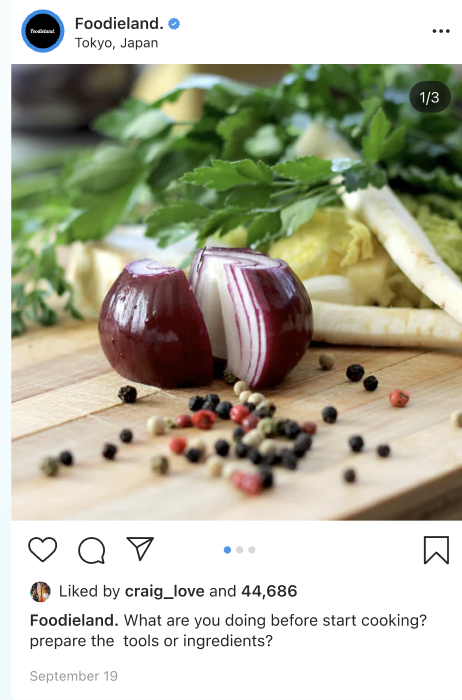 Foodieland.
Foodieland.
Tokyo, Japan
1/3
Liked by craig_love and 44,686
Foodieland. What are you doing before start cooking?
prepare the  tools or ingredients?
September 19